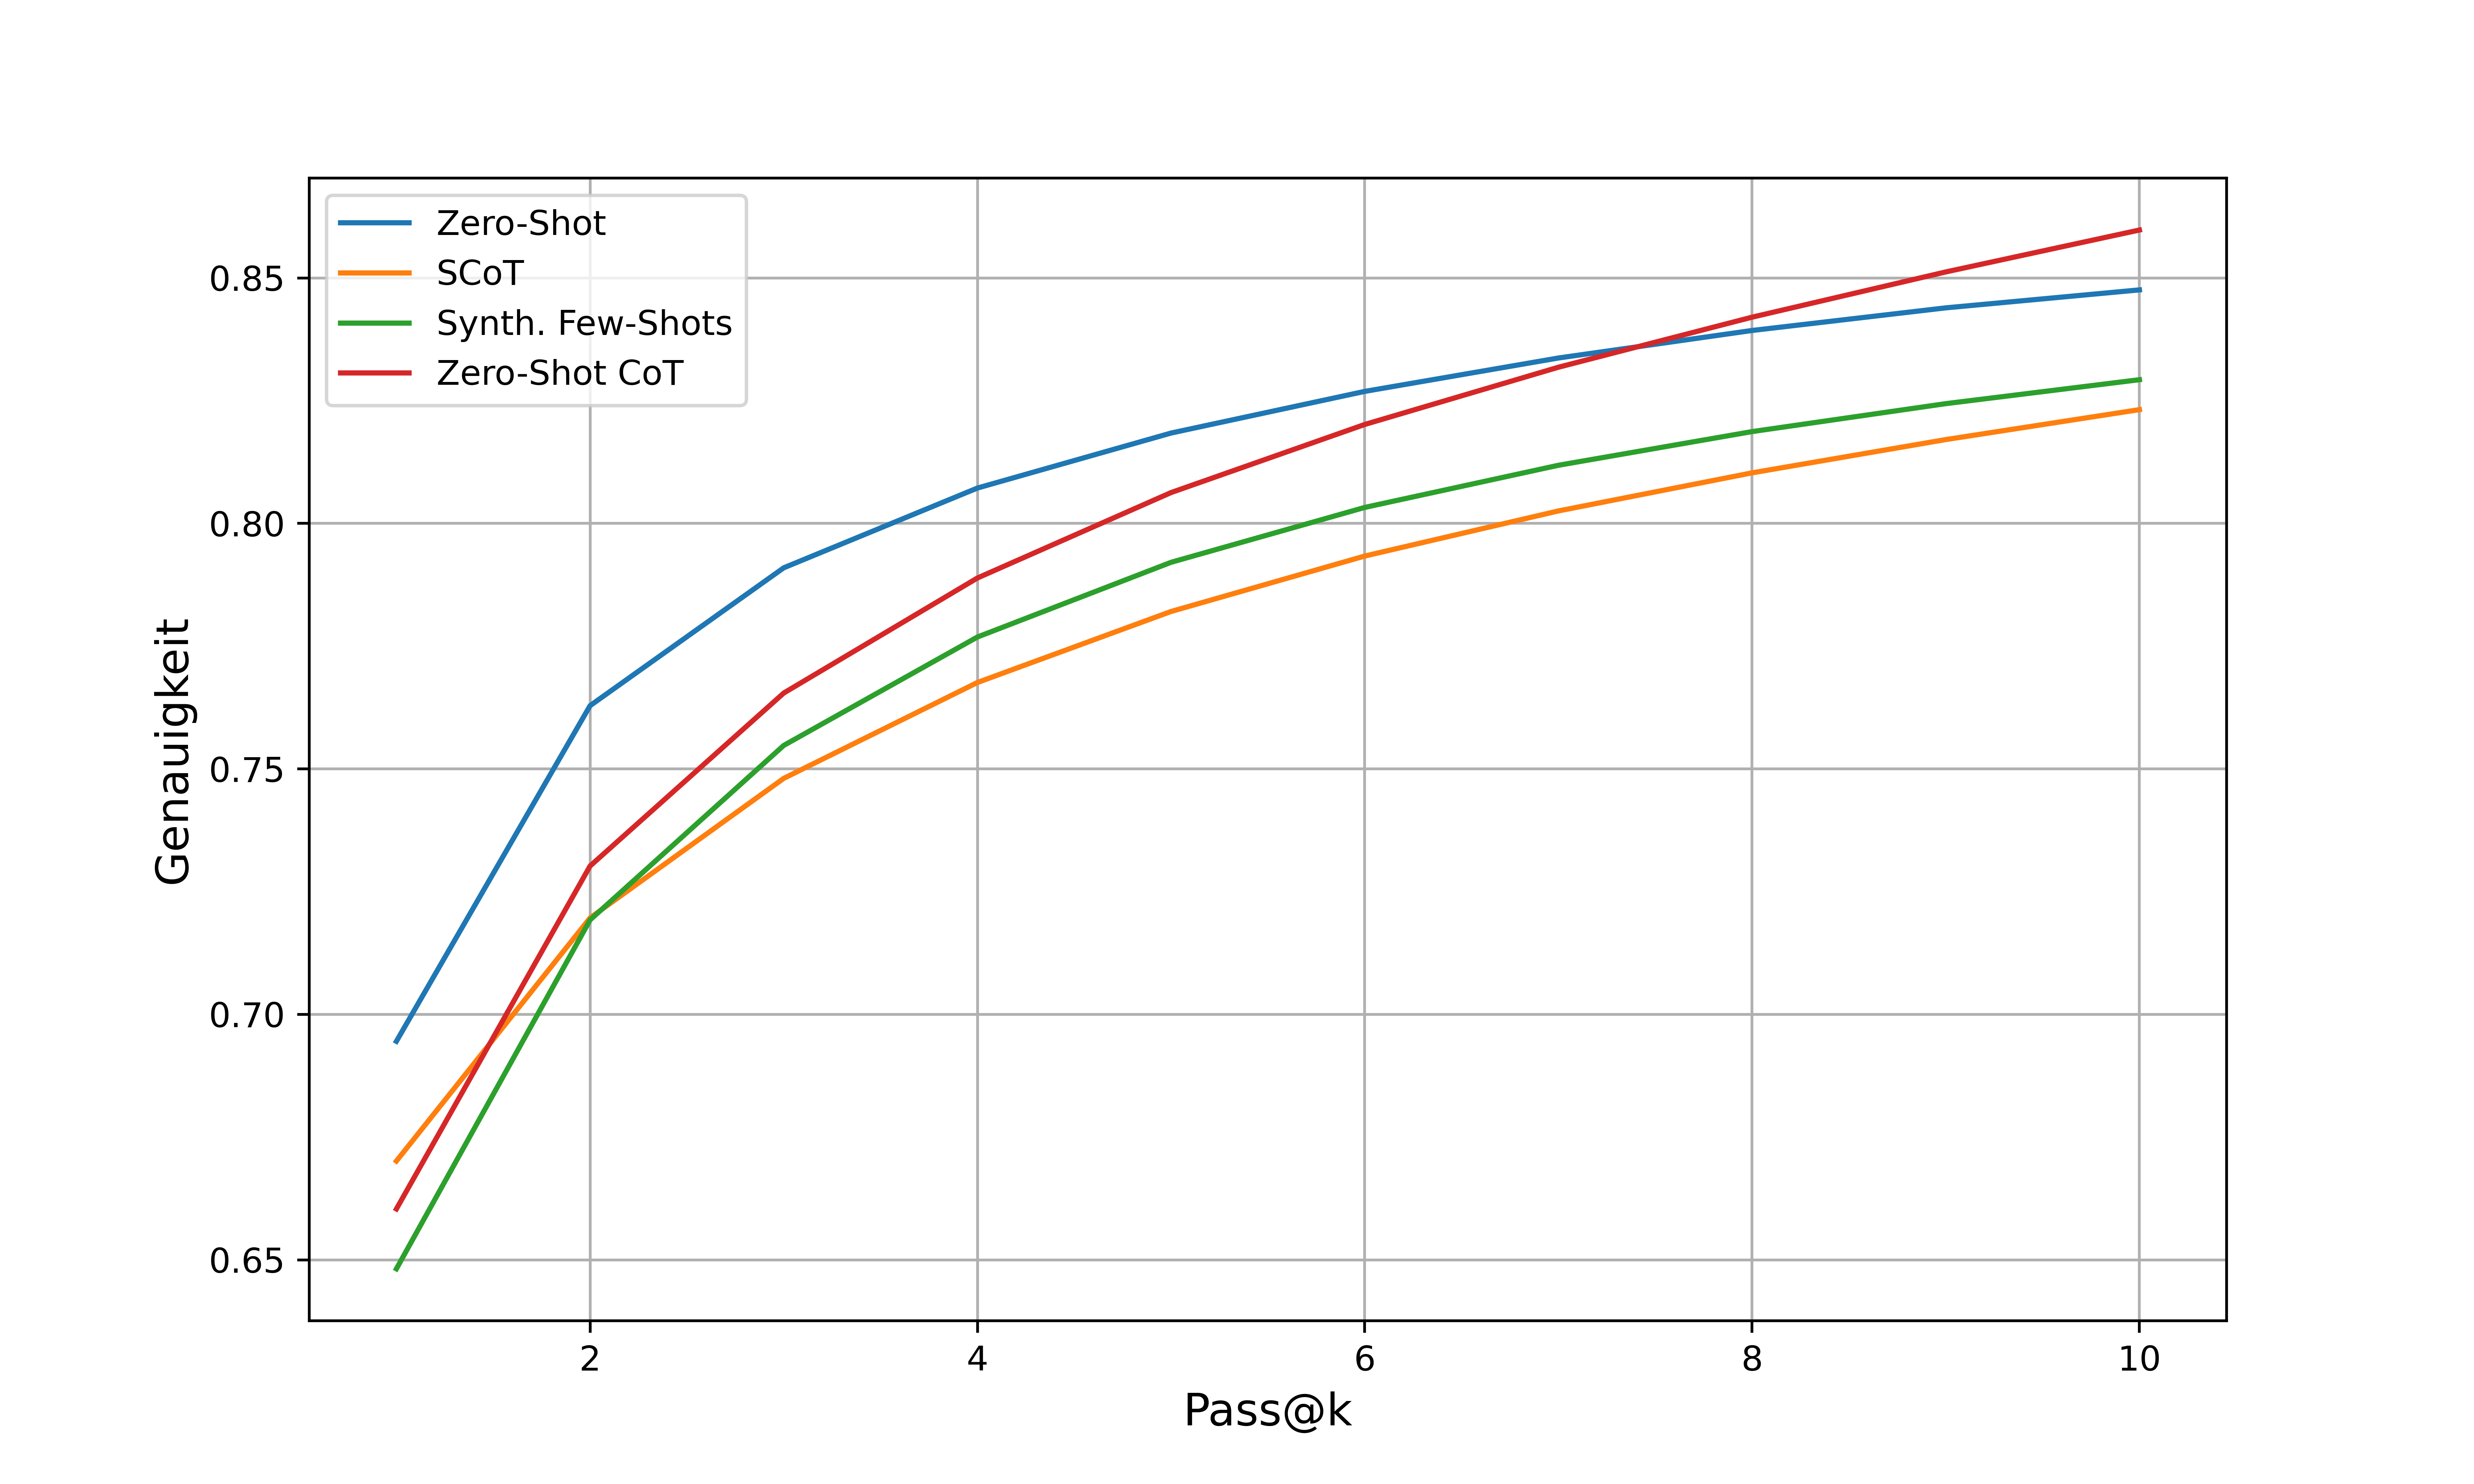 Zero-Shot
SCoT
Synth. Few-Shots
Zero-Shot CoT
0.85
0.80
0.75
0.70
0.65
Genauigkeit
2 4 6 8 10
Pass@k